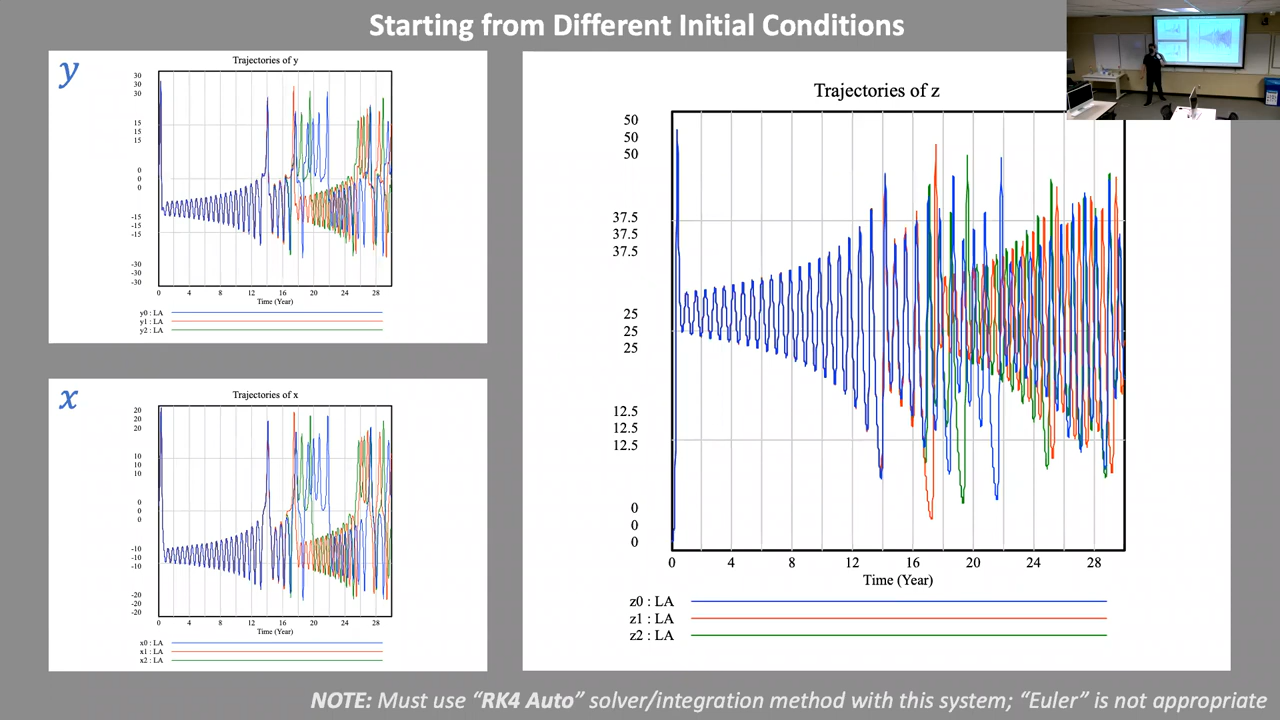 Starting from Different Initial Conditions
y
Trajectories of y
30
30
30
15
15
15
0
0
0
-15
-15
-15
-30
-30
-30
0 4 8 12 16 20 24 28
Time (Year)
y0 : LA
y1 : LA
y2 : LA
x
Trajectories of x
20
20
20
10
10
10
0
0
0
-10
-10
-10
-20
-20
-20
0 4 8 12 16 20 24 28
Time (Year)
x0 : LA
x1 : LA
x2 : LA
Trajectories of z
50
50
50
37.5
37.5
37.5
25
25
25
12.5
12.5
12.5
0
0
0
0 4 8 12 16 20 24 28
Time (Year)
z0 : LA
z1 : LA
z2 : LA
NOTE: Must use “RK4 Auto” solver/integration method with this system; “Euler” is not appropriate